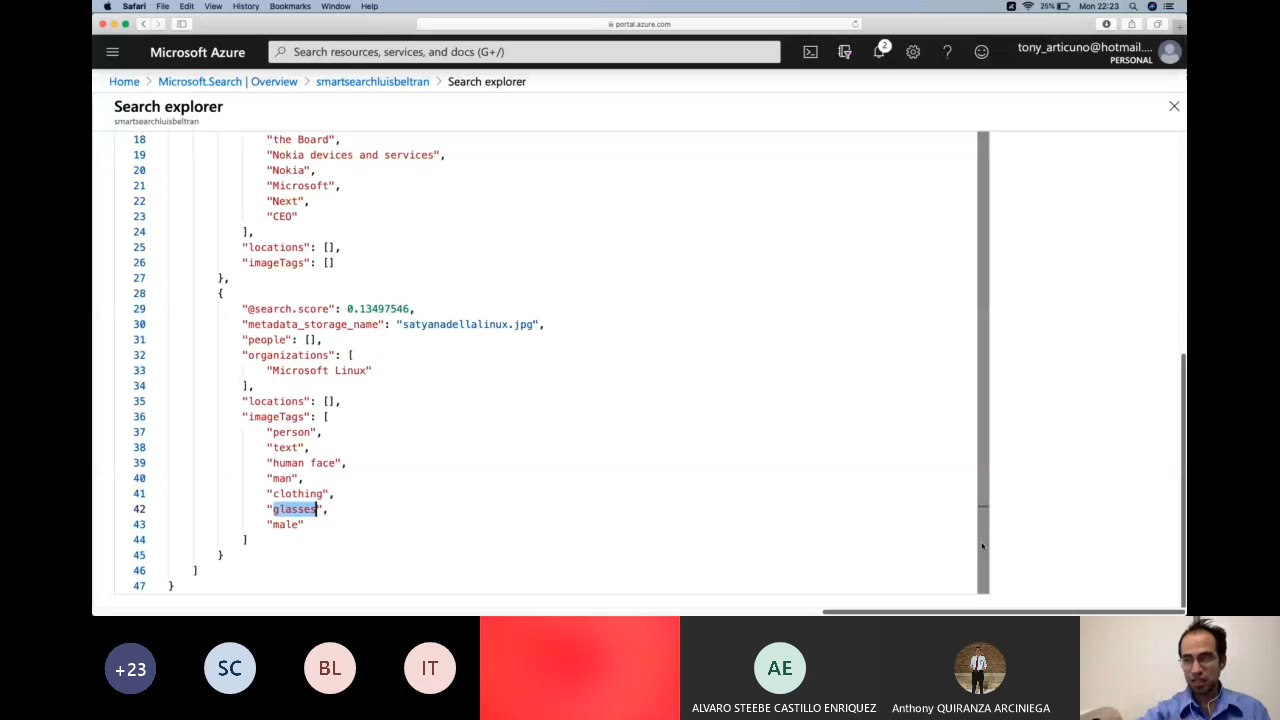 Safari File Edit View History Bookmarks Window Help 25% Mon 22:23
portal.azure.com
Microsoft Azure Search resources, services, and docs (G+/) 2 tony_articuno@hotmail....
PERSONAL
Home > Microsoft.Search | Overview > smartsearchluisbeltran > Search explorer
Search explorer
smartsearchluisbeltran
18 "the Board",
19 "Nokia devices and services",
20 "Nokia",
21 "Microsoft",
22 "Next",
23 "CEO"
24 ],
25 "locations": [],
26 "imageTags": []
27 },
28 {
29 "@search.score": 0.13497546,
30 "metadata_storage_name": "satyanadellalinux.jpg",
31 "people": [],
32 "organizations": [
33 "Microsoft Linux"
34 ],
35 "locations": [],
36 "imageTags": [
37 "person",
38 "text",
39 "human face",
40 "man",
41 "clothing",
42 "glasses",
43 "male"
44 ]
45 }
46 ]
47 }
+23 SC BL IT AE
ALVARO STEEBE CASTILLO ENRIQUEZ Anthony QUIRANZA ARCINIEGA